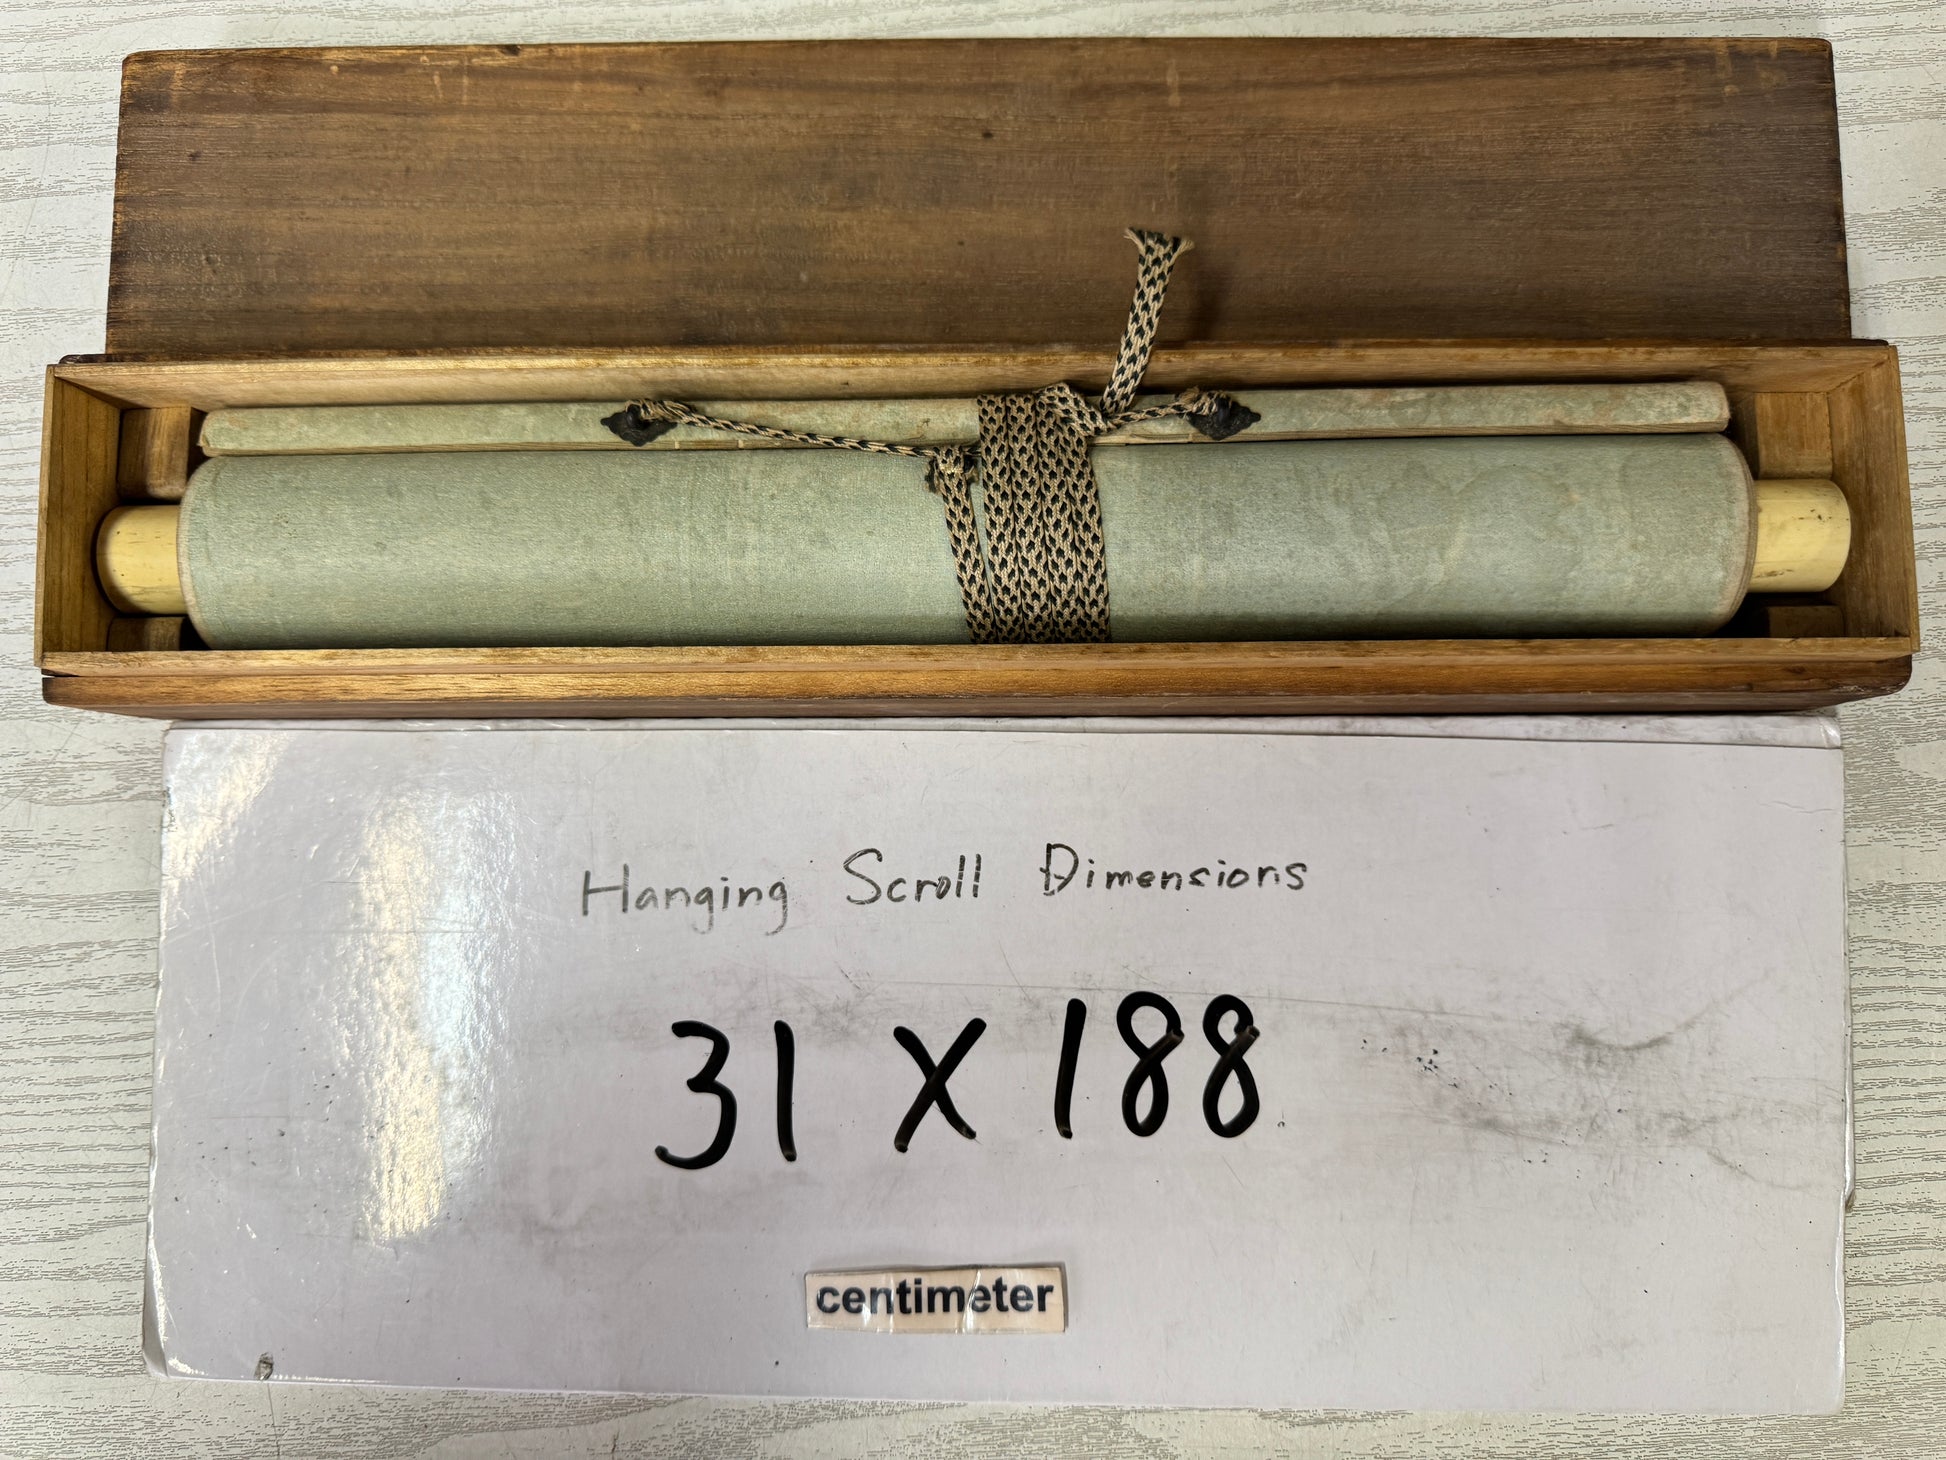 Hanging Scroll Dimensions
31 X 188
centimeter